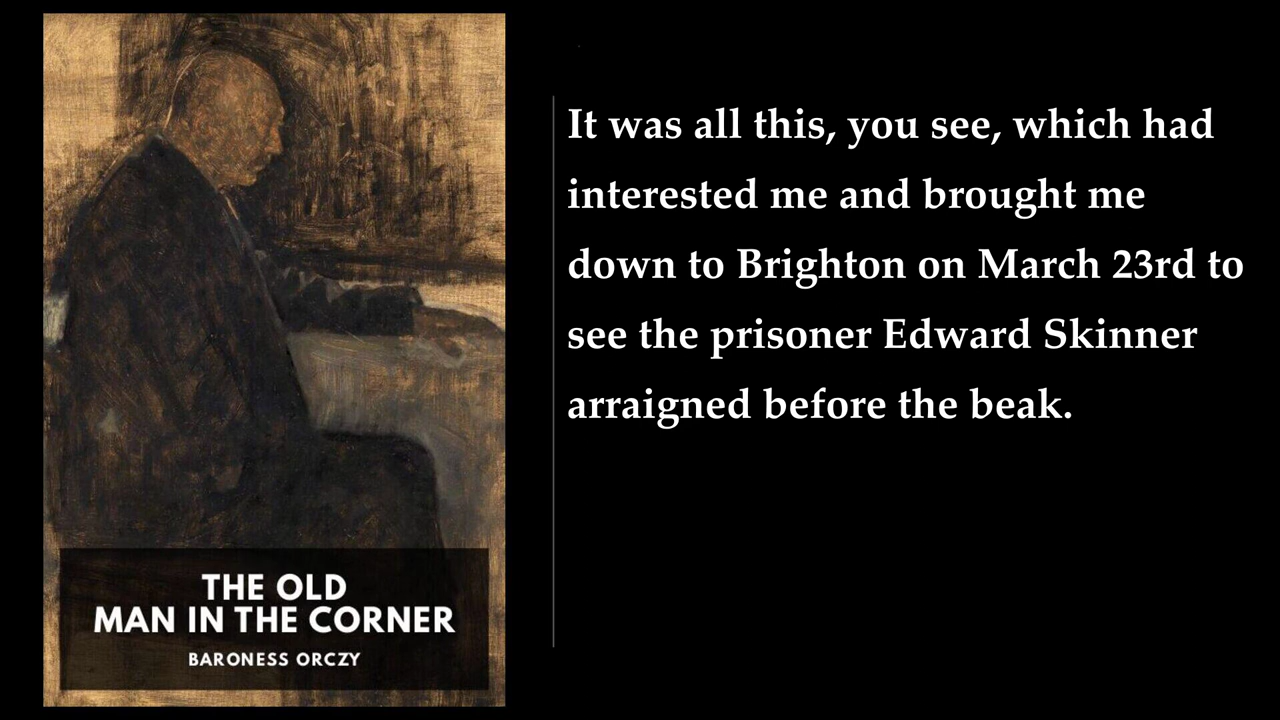 THE OLD
MAN IN THE CORNER
BARONESS ORCZY
It was all this, you see, which had
interested me and brought me
down to Brighton on March 23rd to
see the prisoner Edward Skinner
arraigned before the beak.